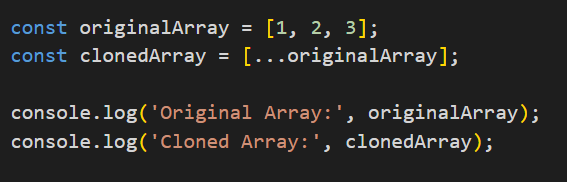 const originalArray = [1, 2, 3];
const clonedArray = [...originalArray];
console.log('Original Array:', originalArray);
console.log('Cloned Array:', clonedArray);